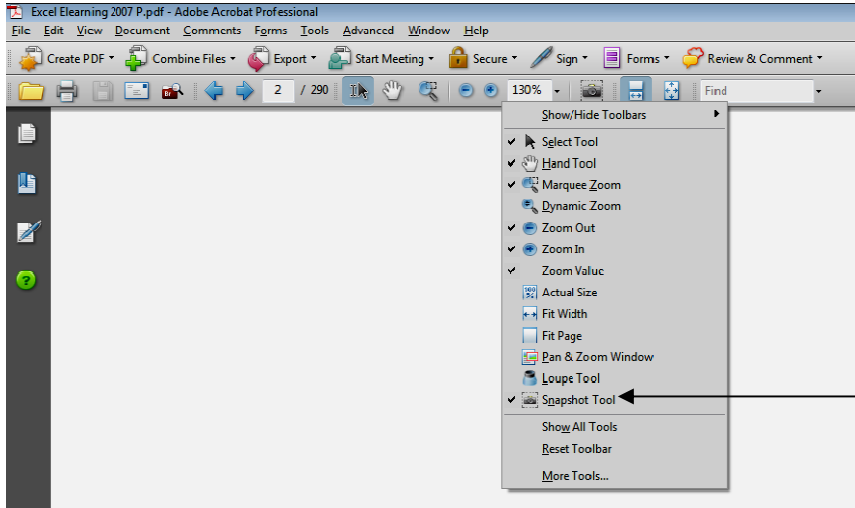 Excel Elearning 2007 P.pdf - Adobe Acrobat Professional
File Edit View Document Comments Forms Tools Advanced Window Help
Create PDF Combine Files Export Start Meeting Secure Sign Forms Review & Comment
2 / 290 130% Find
Show/Hide Toolbars
Select Tool
Hand Tool
Marquee Zoom
Dynamic Zoom
Zoom Out
Zoom In
Zoom Value
Actual Size
Fit Width
Fit Page
Pan & Zoom Window
Loupe Tool
Snapshot Tool
Show All Tools
Reset Toolbar
More Tools...